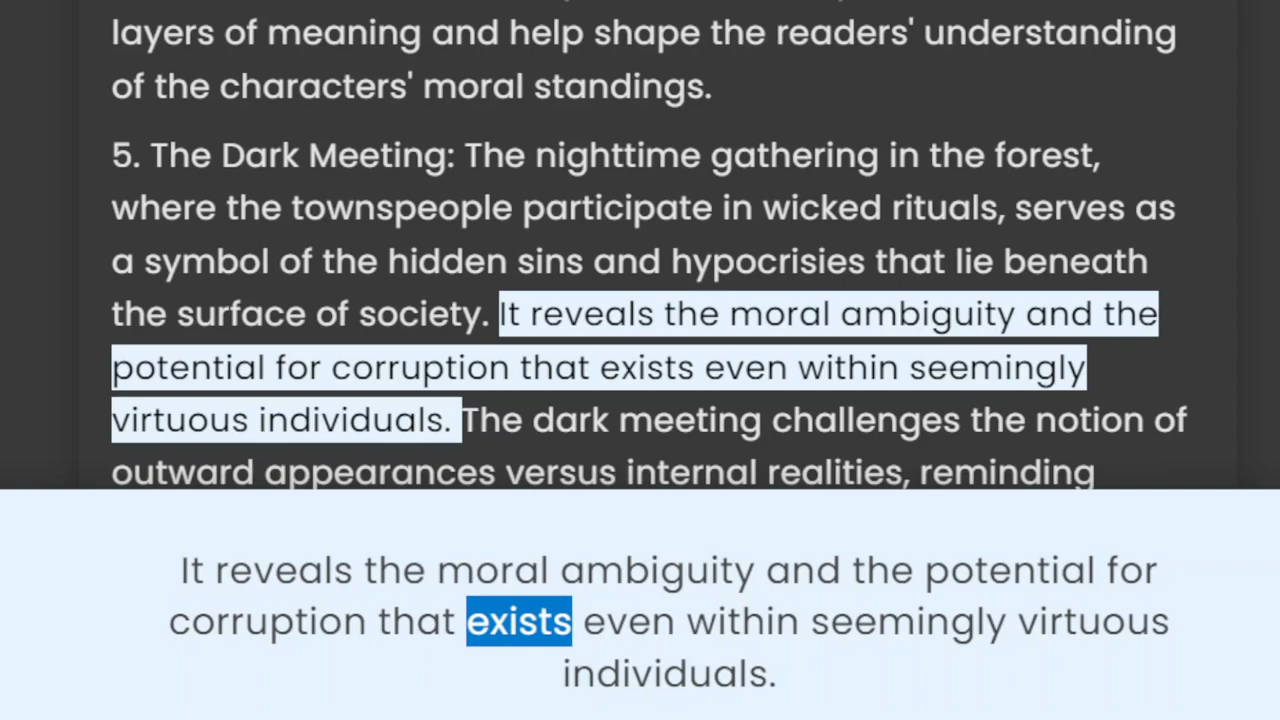 layers of meaning and help shape the readers' understanding
of the characters' moral standings.
5. The Dark Meeting: The nighttime gathering in the forest,
where the townspeople participate in wicked rituals, serves as
a symbol of the hidden sins and hypocrisies that lie beneath
the surface of society. It reveals the moral ambiguity and the
potential for corruption that exists even within seemingly
virtuous individuals. The dark meeting challenges the notion of
outward appearances versus internal realities, reminding
It reveals the moral ambiguity and the potential for
corruption that exists even within seemingly virtuous
individuals.